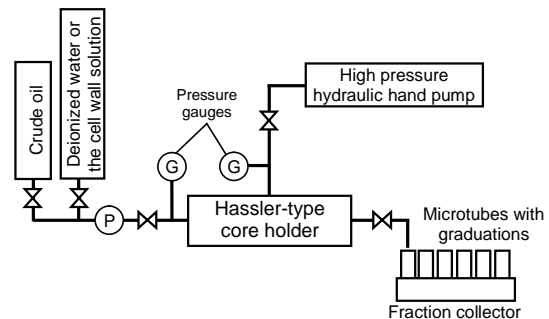 Crude oil
Deionized water or
the cell wall solution
Pressure
gauges
G
G
High pressure
hydraulic hand pump
P
Hassler-type
core holder
Microtubes with
graduations
Fraction collector